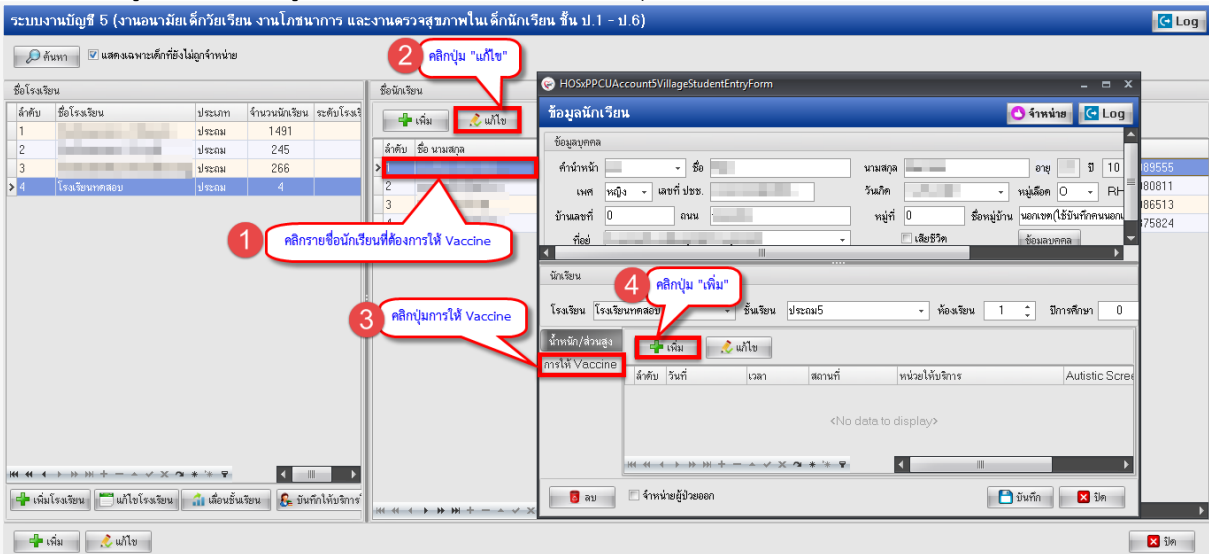 ระบบงานบัญชี 5 (งานอนามัยเด็กวัยเรียน งานโภชนาการ และงานตรวจสุขภาพในเด็กนักเรียน ชั้น ป.1 - ป.6)
Log
ค้นหา
แสดงเฉพาะเด็กที่ยังไม่ถูกจำหน่าย
2 คลิกปุ่ม "แก้ไข"
ชื่อโรงเรียน
ลำดับ ชื่อโรงเรียน ประเภท จำนวนนักเรียน ระดับโรงเรี
1 ประถม 1491
2 ประถม 245
3 ประถม 266
4 โรงเรียนทดสอบ ประถม 4
ชื่อนักเรียน
เพิ่ม แก้ไข
ลำดับ ชื่อ นามสกุล
1
2
3
1 คลิกรายชื่อนักเรียนที่ต้องการให้ Vaccine
3 คลิกปุ่มการให้ Vaccine
HOSxPPCUAccount5VillageStudentEntryForm
ข้อมูลนักเรียน
จำหน่าย Log
ข้อมูลบุคคล
คำนำหน้า ชื่อ นามสกุล อายุ ปี 10
เพศ หญิง เลขที่ ปชช. วันเกิด หมู่เลือด O RH
บ้านเลขที่ 0 ถนน หมู่ที่ 0 ชื่อหมู่บ้าน นอกเขต(ใช้บันทึกคนนอกเ
ที่อยู่ เสียชีวิต ข้อมูลบุคคล
089555
080811
086513
875824
นักเรียน
4 คลิกปุ่ม "เพิ่ม"
โรงเรียน โรงเรียนทดสอบ ชั้นเรียน ประถม5 ห้องเรียน 1 ปีการศึกษา 0
น้ำหนัก/ส่วนสูง
การให้ Vaccine
เพิ่ม แก้ไข
ลำดับ วันที่ เวลา สถานที่ หน่วยให้บริการ Autistic Scree
<No data to display>
ลบ จำหน่ายผู้ป่วยออก บันทึก ปิด
เพิ่มโรงเรียน แก้ไขโรงเรียน เลื่อนชั้นเรียน บันทึกให้บริการ
เพิ่ม แก้ไข ปิด